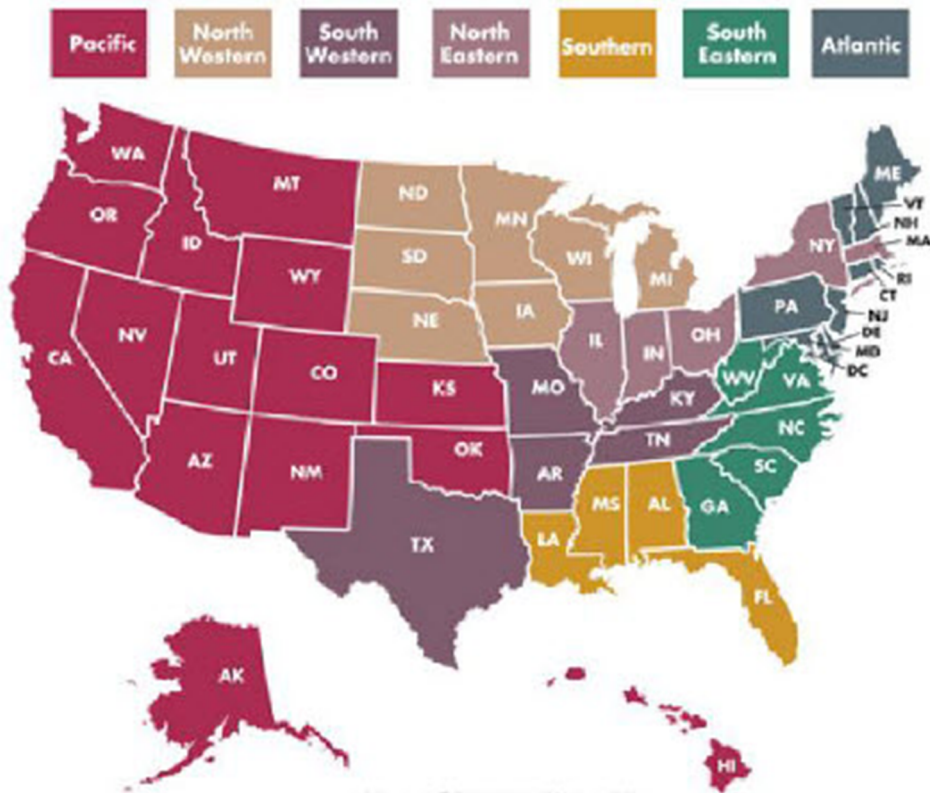 Pacific
North
Western
South
Western
North
Eastern
Southern
South
Eastern
Atlantic
WA
MT
ND
MN
ME
VT
NH
MA
OR
ID
WY
SD
WI
MI
NY
RI
CT
NJ
DE
MD
DC
NV
UT
CO
NE
IA
IL
IN
OH
PA
CA
KS
MO
KY
WV
VA
AZ
NM
OK
AR
TN
NC
SC
TX
LA
MS
AL
GA
FL
AK
HI